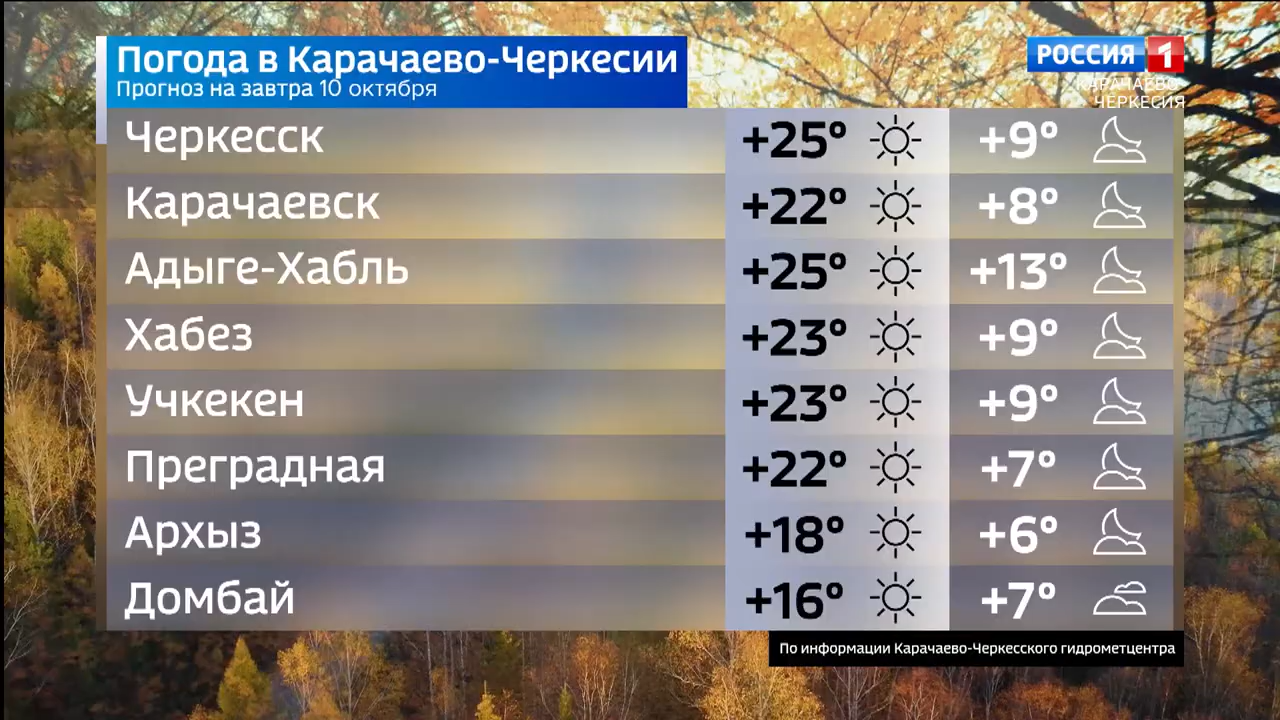 Погода в Карачаево-Черкесии
Прогноз на завтра 10 октября
РОССИЯ 1
КАРАЧАЕВО-
ЧЕРКЕСИЯ
Черкесск +25° +9°
Карачаевск +22° +8°
Адыге-Хабль +25° +13°
Хабез +23° +9°
Учкекен +23° +9°
Преградная +22° +7°
Архыз +18° +6°
Домбай +16° +7°
По информации Карачаево-Черкесского гидрометцентра